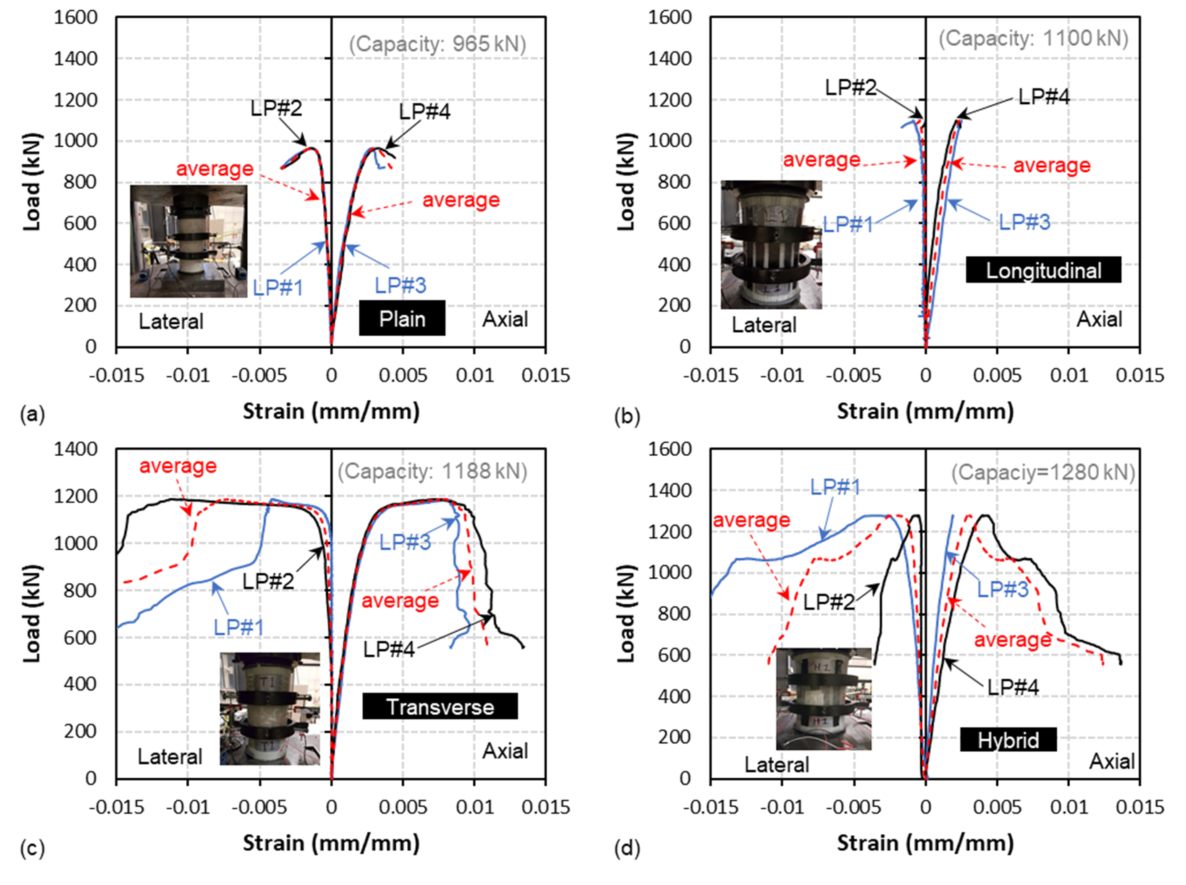 1600
(Capacity: 965 kN)
1400
1200
LP#2
LP#4
1000
average
800
average
600
400
LP#1
LP#3
200
Lateral
Plain
Axial
0
-0.015
-0.01
-0.005
0
0.005
0.01
0.015
Load (kN)
Strain (mm/mm)
(a)
1600
(Capacity: 1100 kN)
1400
1200
LP#2
LP#4
1000
average
average
800
LP#1
LP#3
600
400
Longitudinal
200
Lateral
Axial
0
-0.015
-0.01
-0.005
0
0.005
0.01
0.015
Load (kN)
Strain (mm/mm)
(b)
1400
average
(Capacity: 1188 kN)
1200
1000
LP#3
LP#2
800
average
LP#1
600
LP#4
T1
400
Transverse
200
Lateral
Axial
0
-0.015
-0.01
-0.005
0
0.005
0.01
0.015
Load (kN)
Strain (mm/mm)
(c)
1600
(Capaciy=1280 kN)
1400
LP#1
1200
average
1000
LP#2
LP#3
800
average
600
LP#4
400
200
Hybrid
Lateral
Axial
0
-0.015
-0.01
-0.005
0
0.005
0.01
0.015
Load (kN)
Strain (mm/mm)
(d)